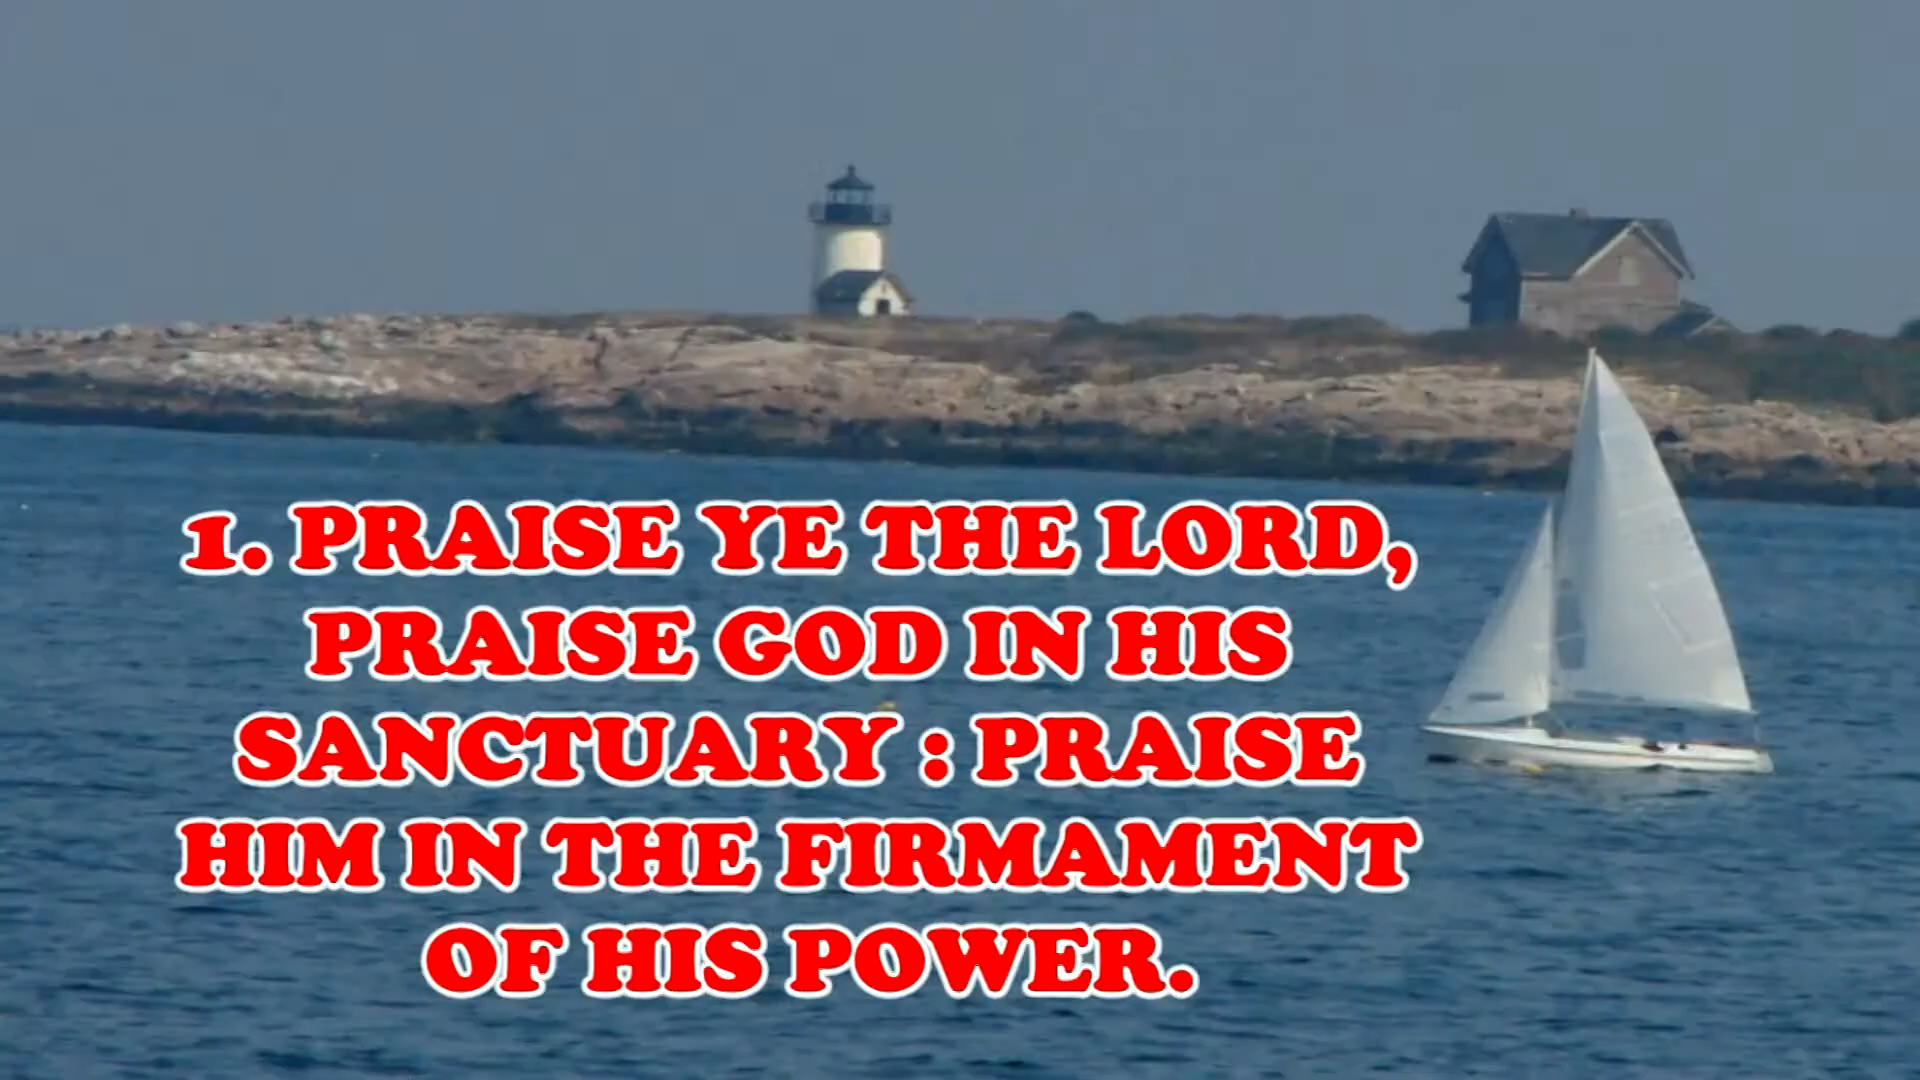 1. PRAISE YE THE LORD,
PRAISE GOD IN HIS
SANCTUARY : PRAISE
HIM IN THE FIRMAMENT
OF HIS POWER.